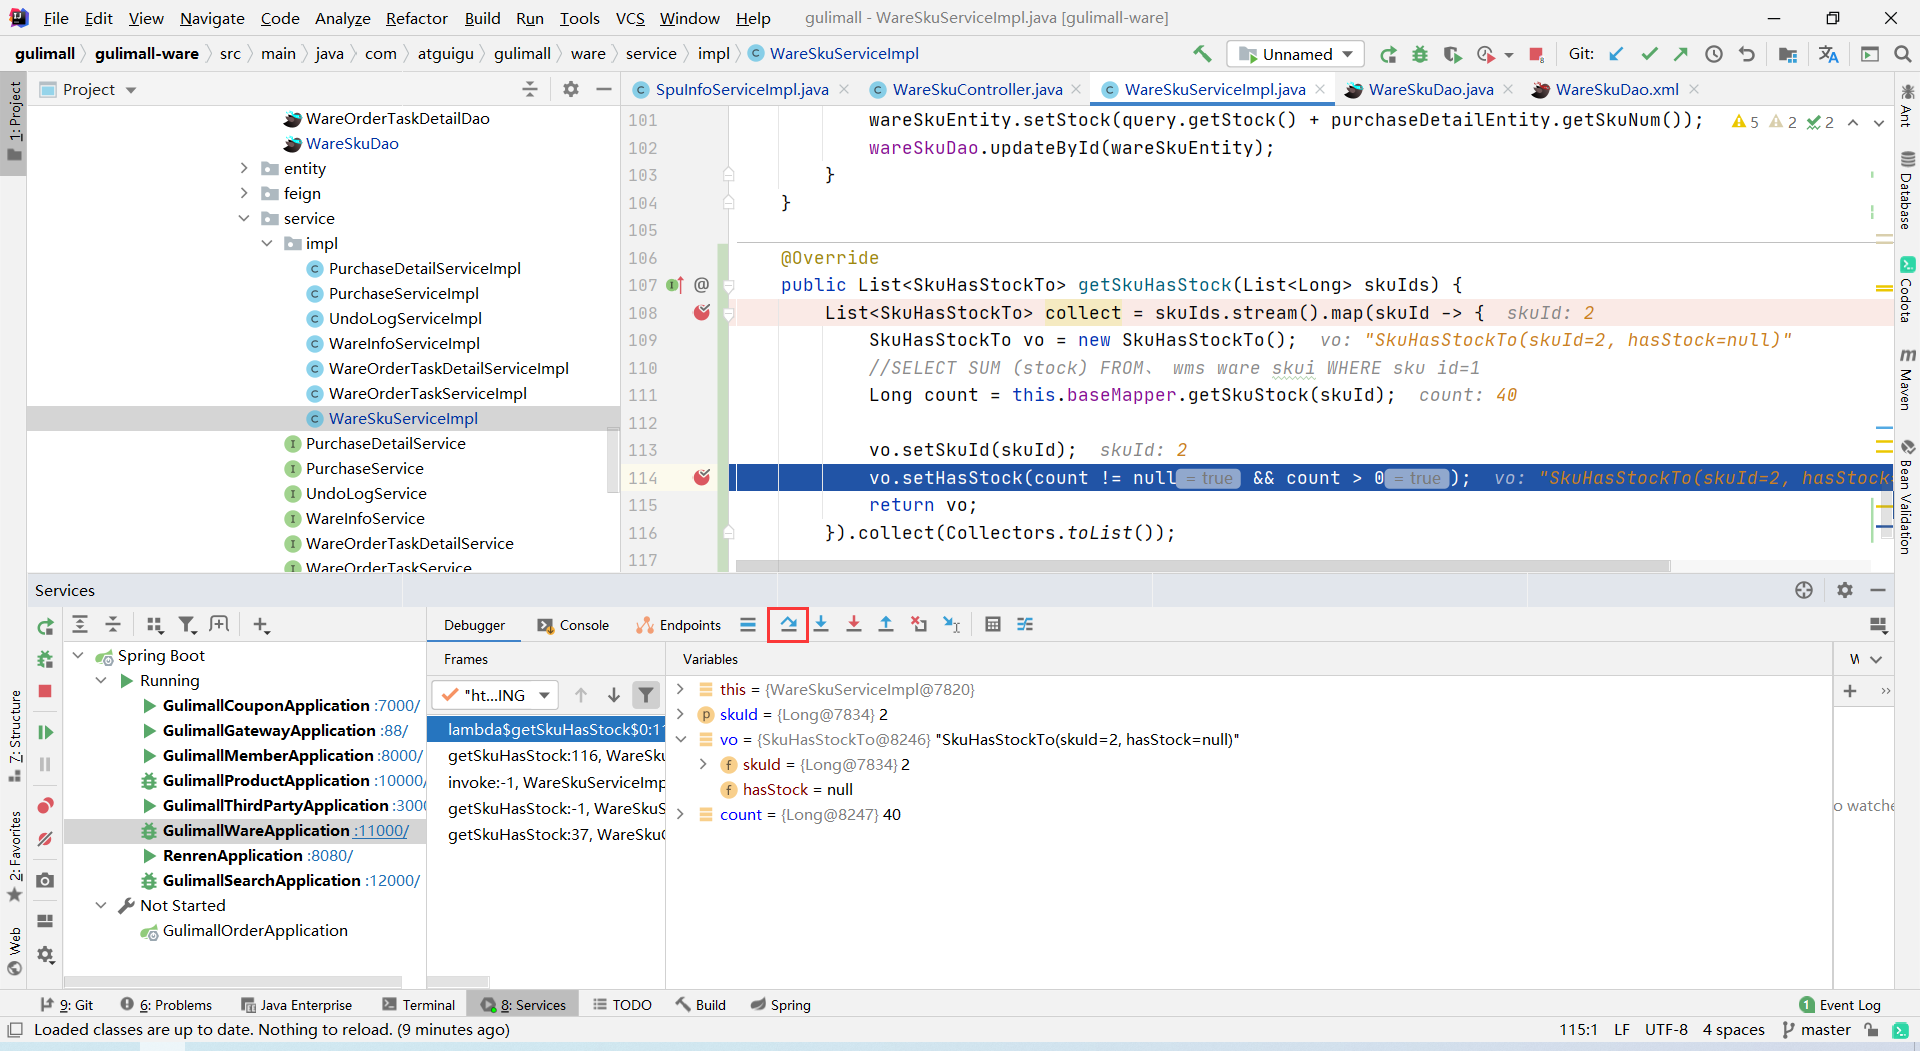 File Edit View Navigate Code Analyze Refactor Build Run Tools VCS Window Help gulimall - WareSkuServiceImpl.java [gulimall-ware]
gulimall gulimall-ware src main java com atguigu gulimall ware service impl WareSkuServiceImpl Unnamed Git:
Project
SpuInfoServiceImpl.java WareSkuController.java WareSkuServiceImpl.java WareSkuDao.java WareSkuDao.xml
1: Project
WareOrderTaskDetailDao
WareSkuDao
entity
feign
service
impl
PurchaseDetailServiceImpl
PurchaseServiceImpl
UndoLogServiceImpl
WareInfoServiceImpl
WareOrderTaskDetailServiceImpl
WareOrderTaskServiceImpl
WareSkuServiceImpl
PurchaseDetailService
PurchaseService
UndoLogService
WareInfoService
WareOrderTaskDetailService
WareOrderTaskService
101 wareSkuEntity.setStock(query.getStock() + purchaseDetailEntity.getSkuNum()); 5 2 2
102 wareSkuDao.updateById(wareSkuEntity);
103 }
104 }
105
106 @Override
107 @ public List<SkuHasStockTo> getSkuHasStock(List<Long> skuIds) {
108 List<SkuHasStockTo> collect = skuIds.stream().map(skuId -> { skuId: 2
109 SkuHasStockTo vo = new SkuHasStockTo(); vo: "SkuHasStockTo(skuId=2, hasStock=null)"
110 //SELECT SUM (stock) FROM、 wms ware skui WHERE sku id=1
111 Long count = this.baseMapper.getSkuStock(skuId); count: 40
112
113 vo.setSkuId(skuId); skuId: 2
114 vo.setHasStock(count != null = true && count > 0 = true ); vo: "SkuHasStockTo(skuId=2, hasStock
115 return vo;
116 }).collect(Collectors.toList());
117
Ant
Database
Codota
Maven
Bean Validation
Services
7: Structure
2: Favorites
Web
Spring Boot
Running
GulimallCouponApplication :7000/
GulimallGatewayApplication :88/
GulimallMemberApplication :8000/
GulimallProductApplication :10000/
GulimallThirdPartyApplication :3000
GulimallWareApplication :11000/
RenrenApplication :8080/
GulimallSearchApplication :12000/
Not Started
GulimallOrderApplication
Debugger Console Endpoints
Frames
"ht...ING
lambda$getSkuHasStock$0:11
getSkuHasStock:116, WareSku
invoke:-1, WareSkuServiceImp
getSkuHasStock:-1, WareSkuS
getSkuHasStock:37, WareSkuC
Variables
this = {WareSkuServiceImpl@7820}
skuId = {Long@7834} 2
vo = {SkuHasStockTo@8246} "SkuHasStockTo(skuId=2, hasStock=null)"
skuId = {Long@7834} 2
hasStock = null
count = {Long@8247} 40
W
o watche
9: Git 6: Problems Java Enterprise Terminal 8: Services TODO Build Spring 1 Event Log
Loaded classes are up to date. Nothing to reload. (9 minutes ago) 115:1 LF UTF-8 4 spaces master